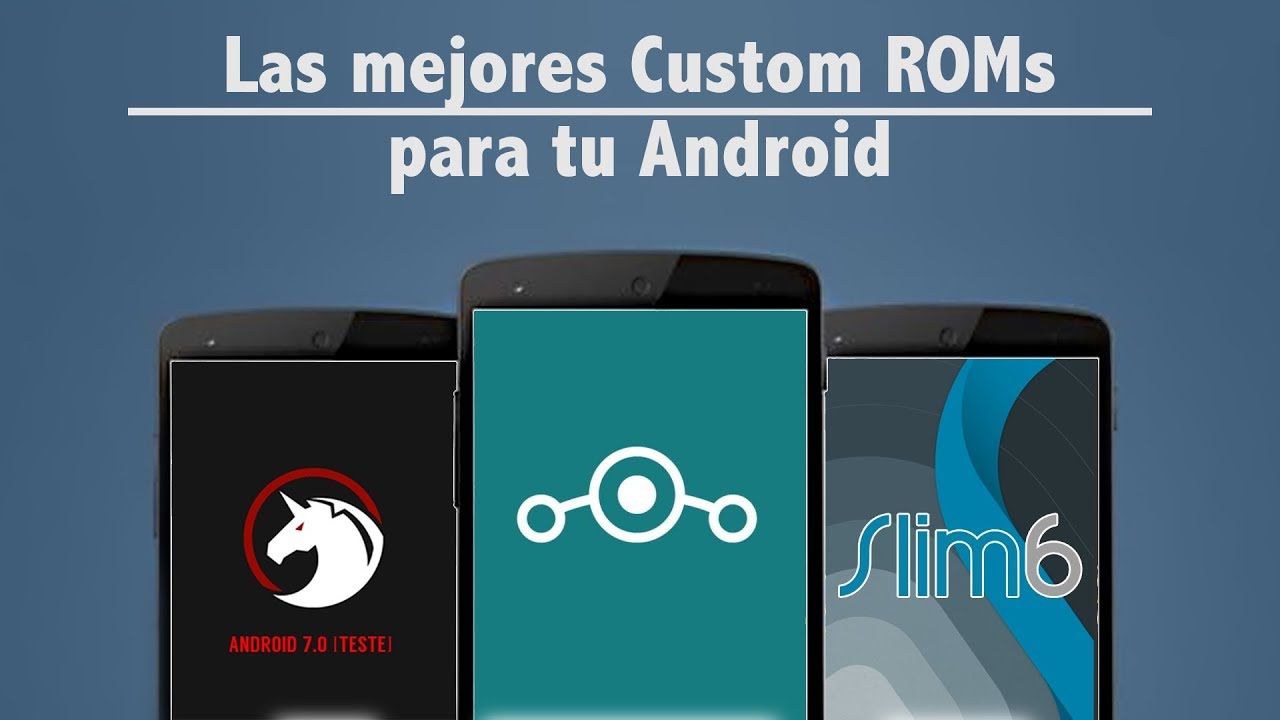 Las mejores Custom ROMs
para tu Android
ANDROID 7.0 [TESTE]
Slim6